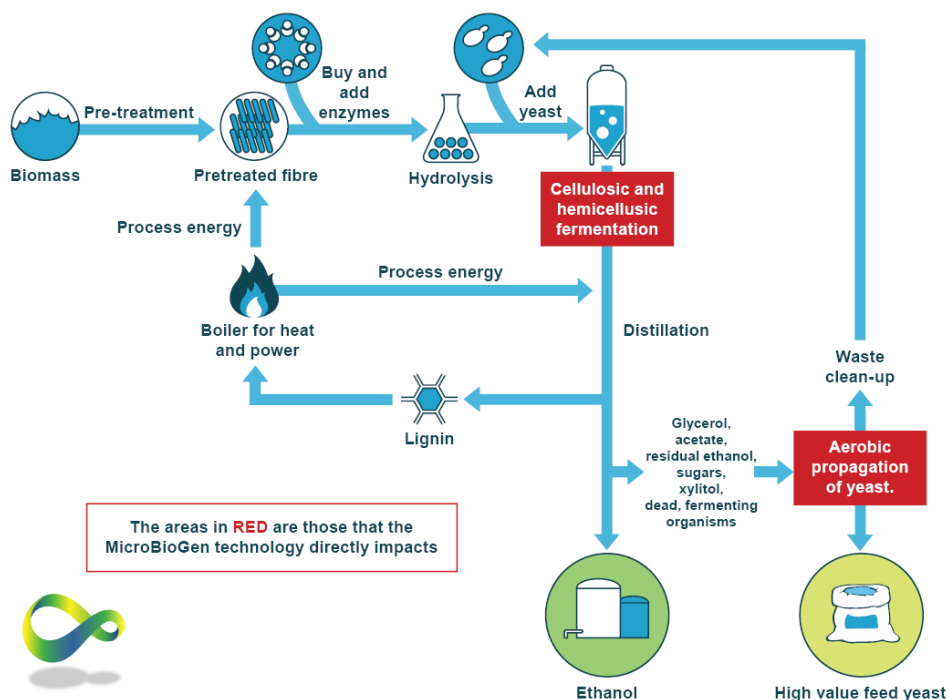 Pre-treatment
Biomass
Pretreated fibre
Buy and
add
enzymes
Hydrolysis
Add
yeast
Cellulosic and
hemicellusic
fermentation
Process energy
Process energy
Boiler for heat
and power
Distillation
Lignin
Waste
clean-up
Glycerol,
acetate,
residual ethanol,
sugars,
xylitol,
dead, fermenting
organisms
Aerobic
propagation
of yeast.
The areas in RED are those that the
MicroBioGen technology directly impacts
Ethanol
High value feed yeast